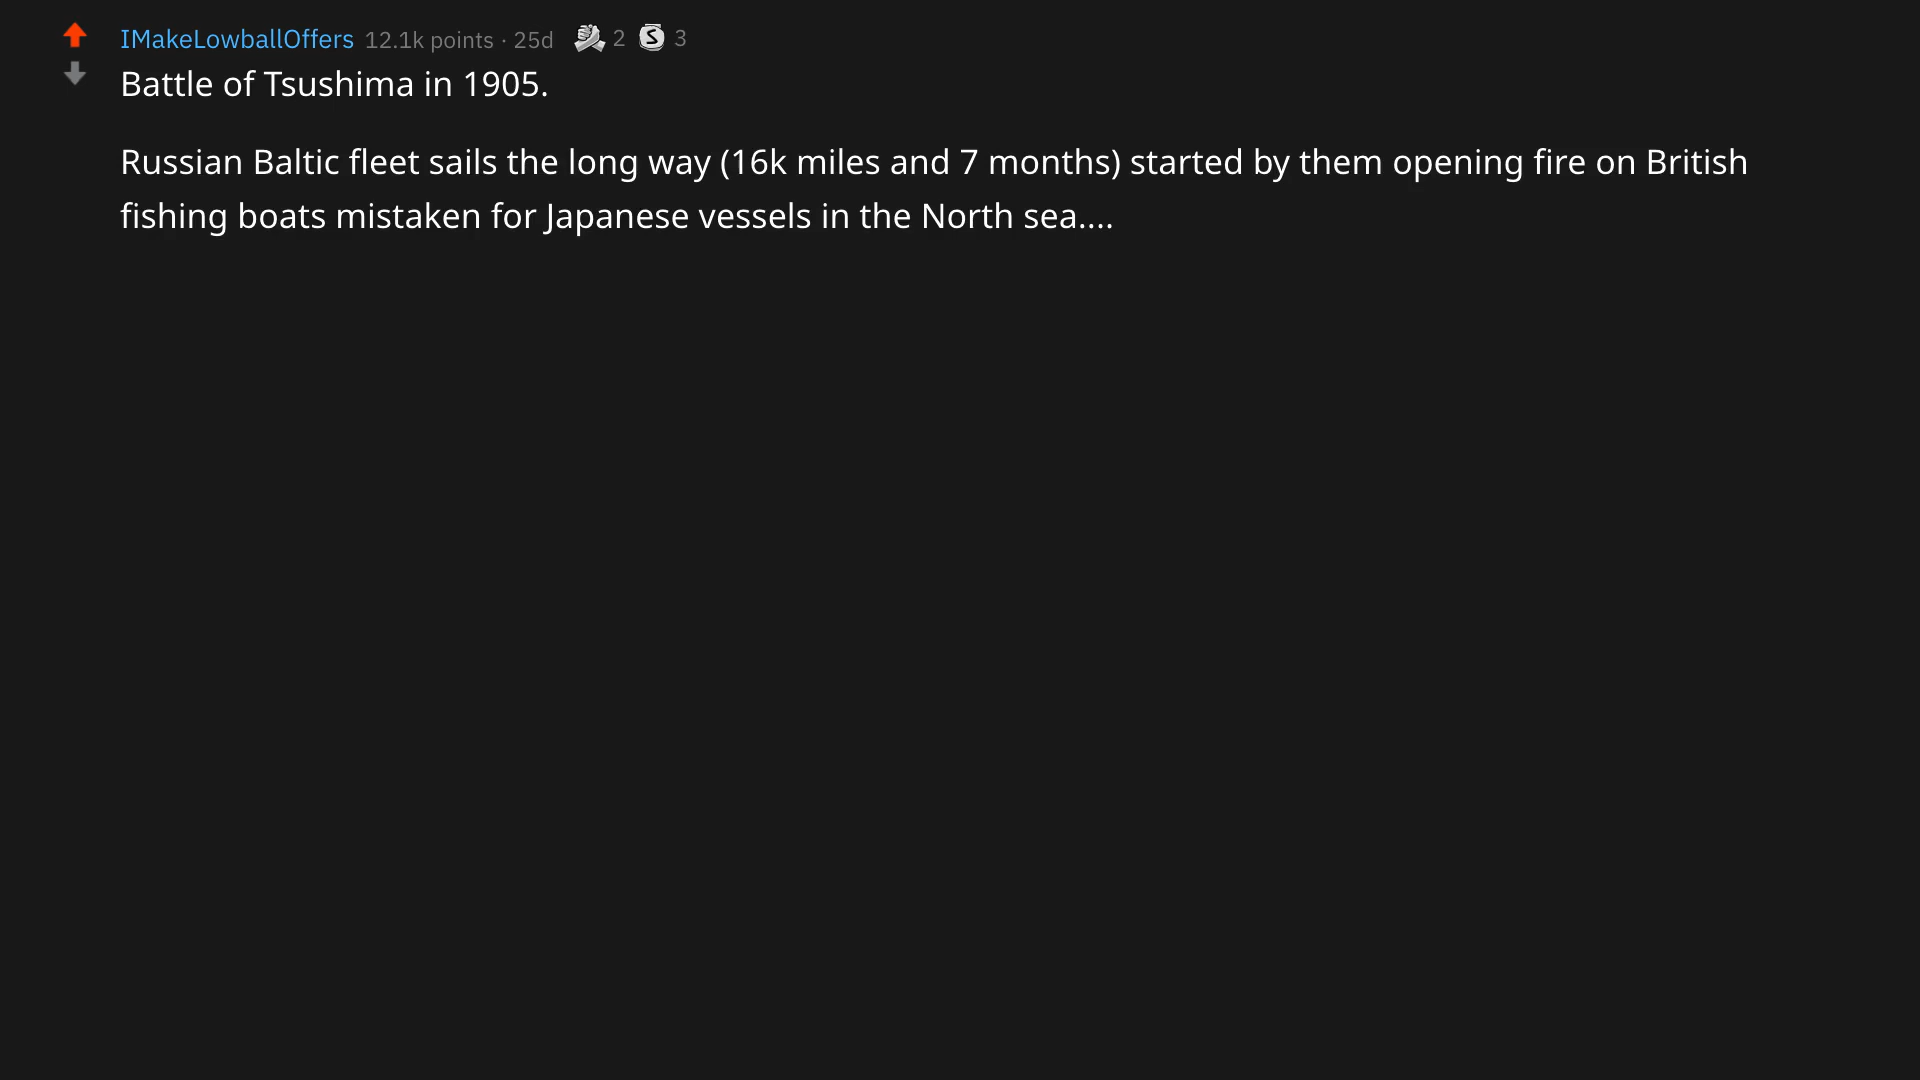 IMakeLowballOffers 12.1k points · 25d 2 3
Battle of Tsushima in 1905.
Russian Baltic fleet sails the long way (16k miles and 7 months) started by them opening fire on British
fishing boats mistaken for Japanese vessels in the North sea....